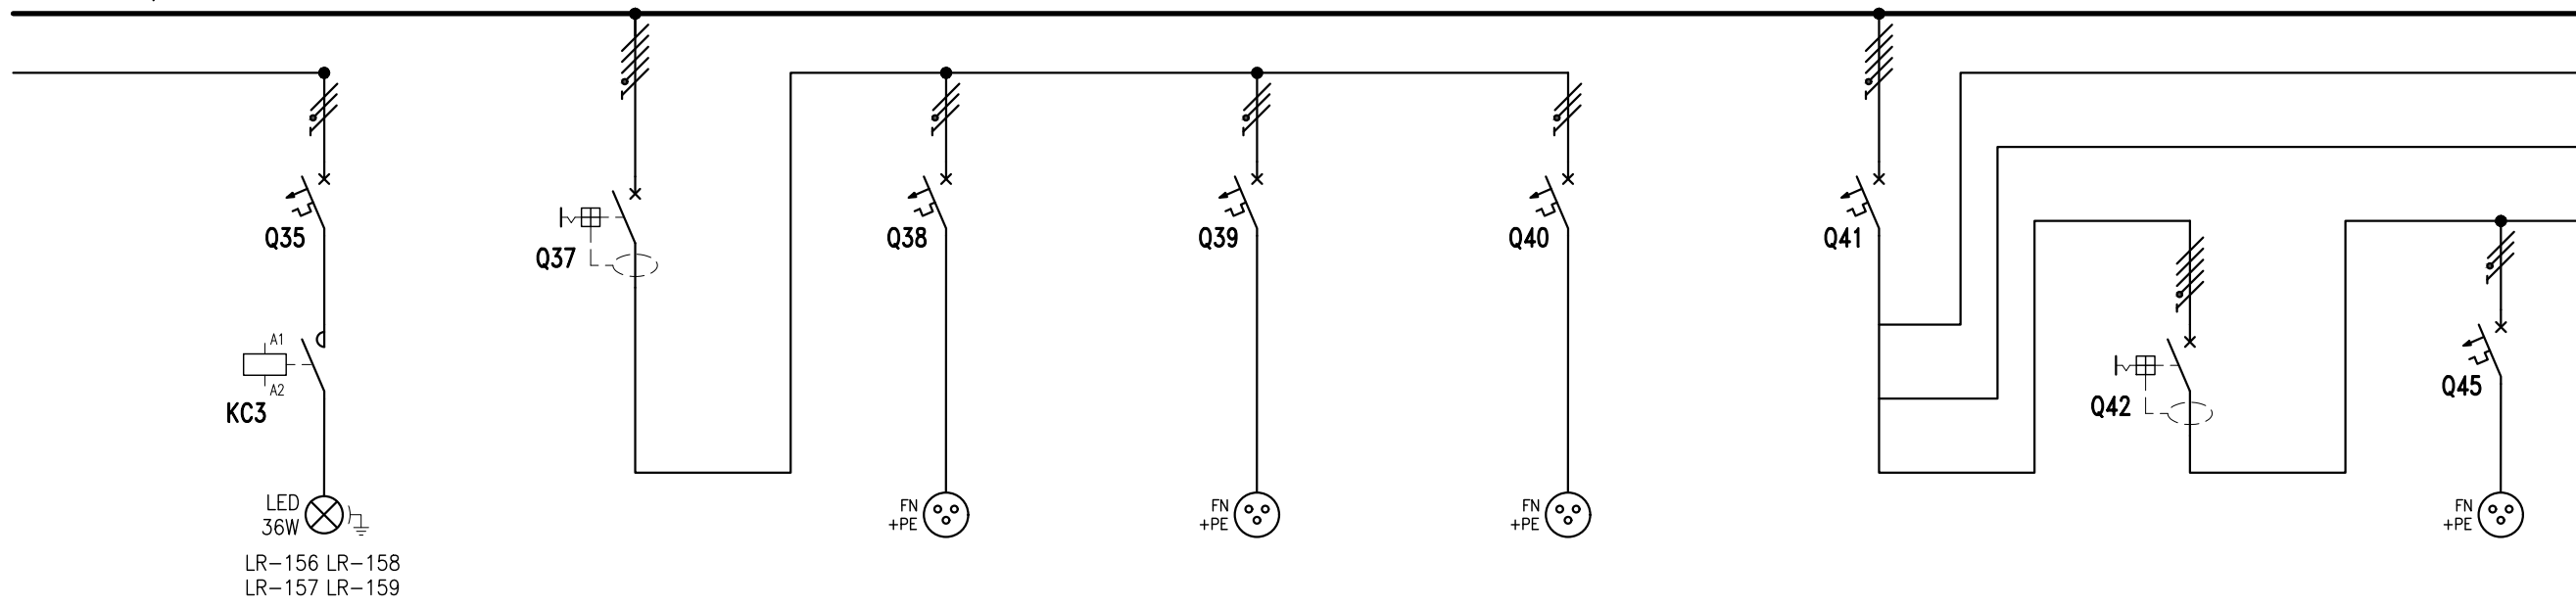 Q35
A1
A2
KC3
LED
36W
LR-156 LR-158
LR-157 LR-159
Q37
Q38
FN
+PE
Q39
FN
+PE
Q40
FN
+PE
Q41
Q42
Q45
FN
+PE